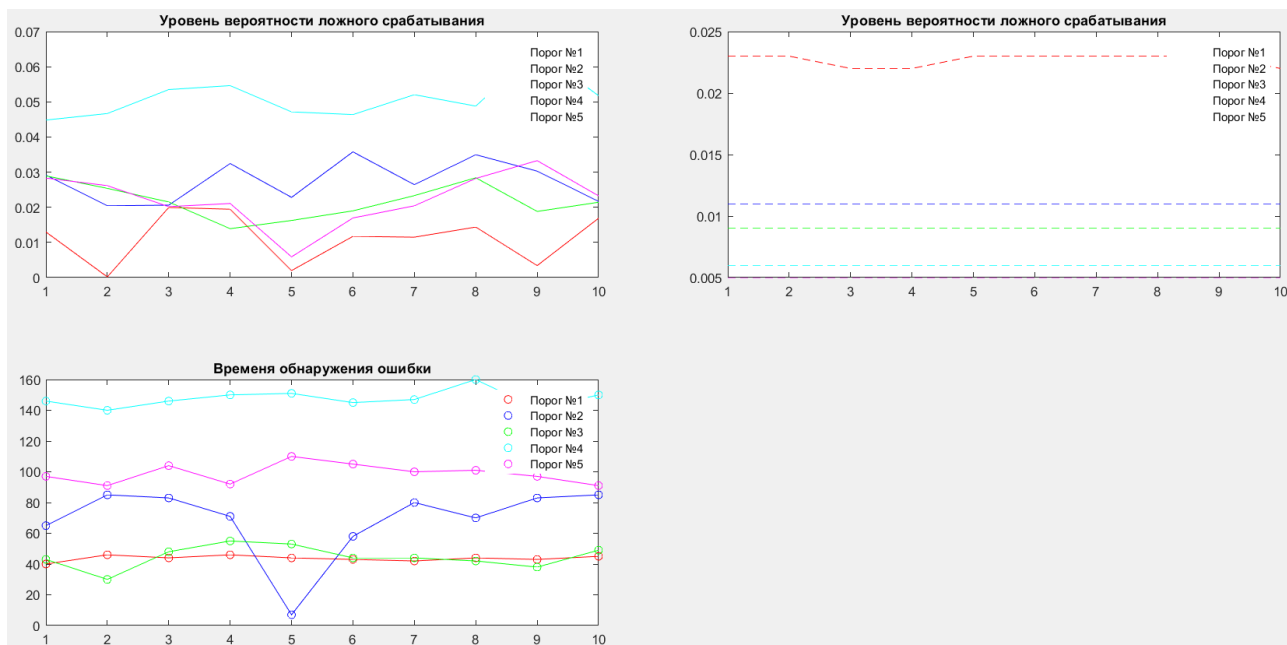 Уровень вероятности ложного срабатывания
0.07
0.06
0.05
0.04
0.03
0.02
0.01
0
1 2 3 4 5 6 7 8 9 10
Порог №1
Порог №2
Порог №3
Порог №4
Порог №5
Уровень вероятности ложного срабатывания
0.025
0.02
0.015
0.01
0.005
1 2 3 4 5 6 7 8 9 10
Порог №1
Порог №2
Порог №3
Порог №4
Порог №5
Временя обнаружения ошибки
160
140
120
100
80
60
40
20
0
1 2 3 4 5 6 7 8 9 10
Порог №1
Порог №2
Порог №3
Порог №4
Порог №5